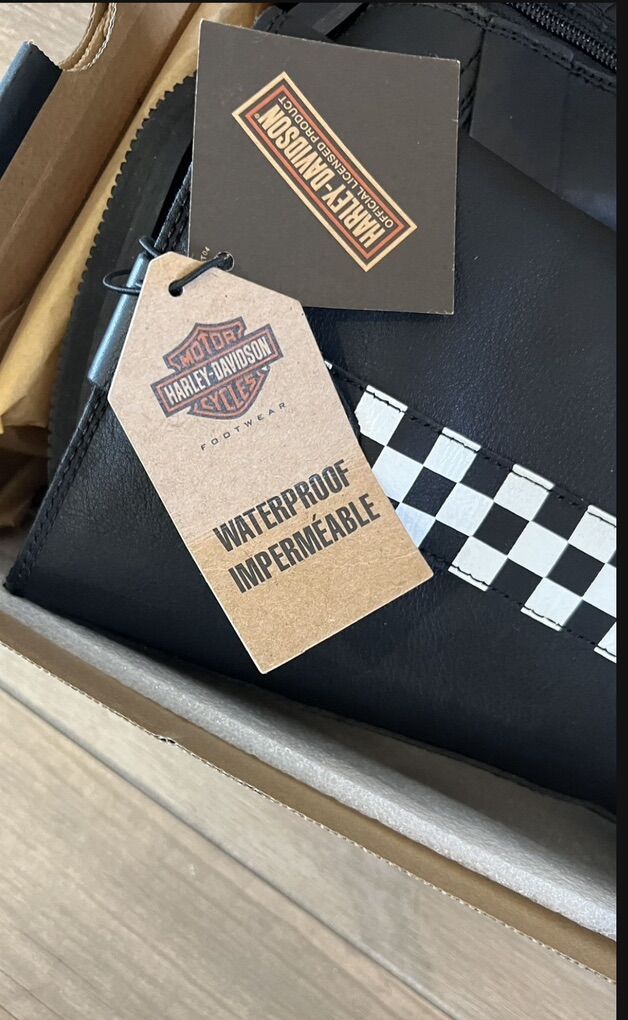 HARLEY-DAVIDSON®
OFFICIAL LICENSED PRODUCT
MOTOR
HARLEY-DAVIDSON
CYCLES
FOOTWEAR
WATERPROOF
IMPERMÉABLE